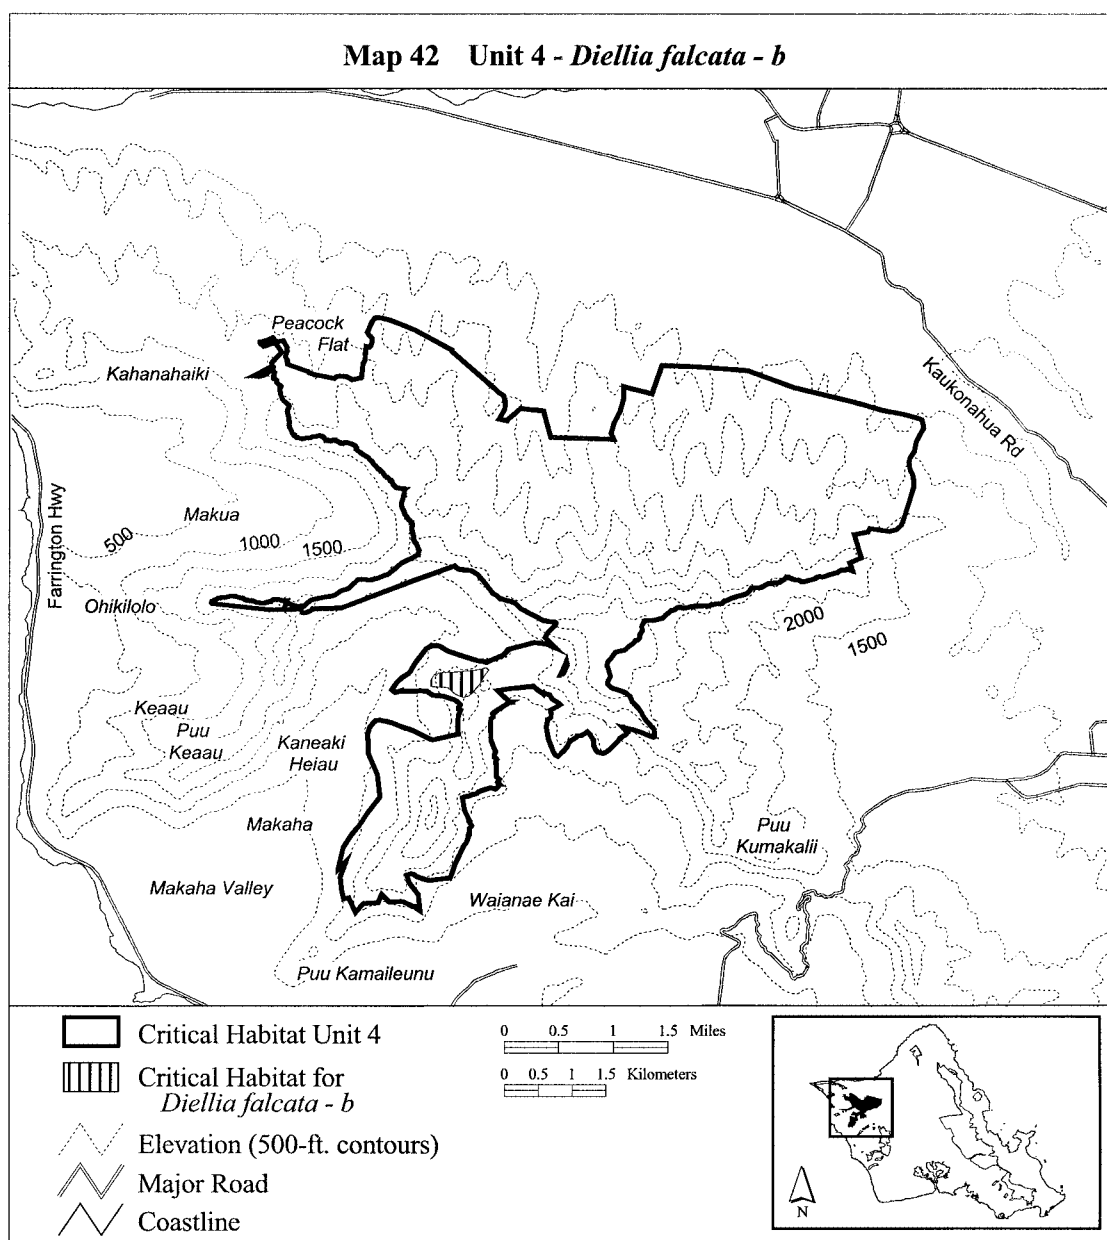 Map 42 Unit 4 - Diellia falcata - b
Peacock
Flat
Kahanahaiki
Kaukonahua Rd
Farrington Hwy
Makua
500
1000
1500
Ohikilolo
2000
1500
Keaau
Puu
Keaau
Kaneaki
Heiau
Makaha
Puu
Kumakalii
Makaha Valley
Waianae Kai
Puu Kamaileunu
Critical Habitat Unit 4
Critical Habitat for
Diellia falcata - b
Elevation (500-ft. contours)
Major Road
Coastline
0 0.5 1 1.5 Miles
0 0.5 1 1.5 Kilometers
N